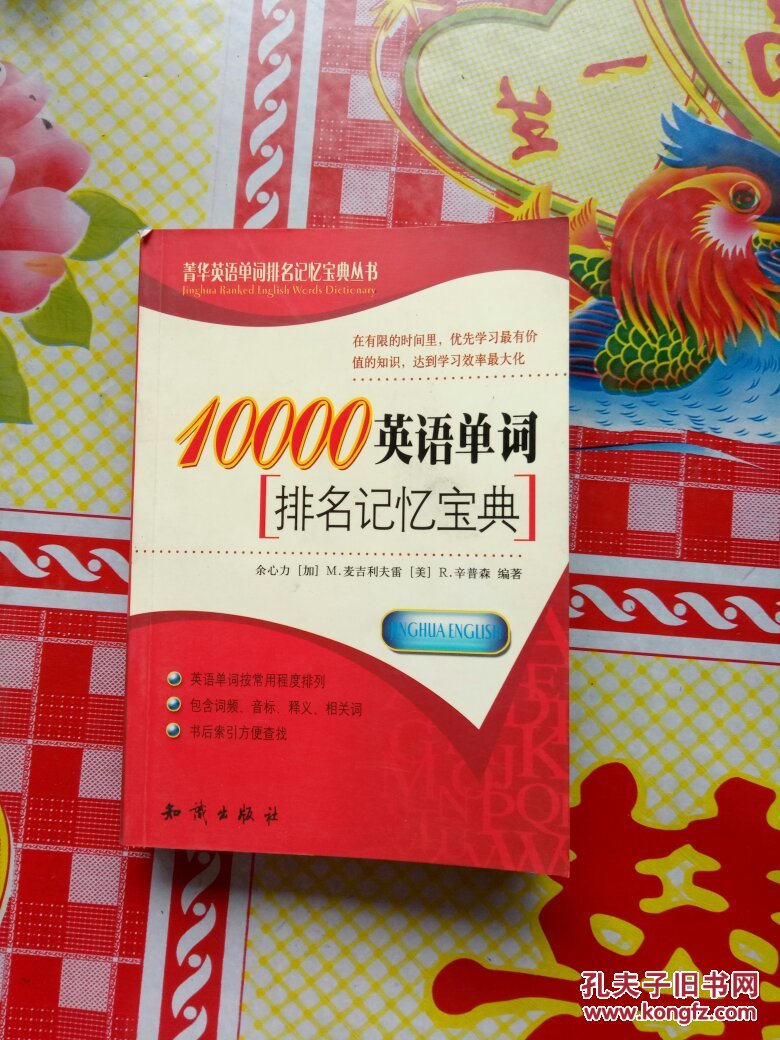 菁华英语单词排名记忆宝典丛书
Jinghua Ranked English Words Dictionary
在有限的时间里，优先学习最有价
值的知识，达到学习效率最大化
10000英语单词
[排名记忆宝典]
余心力 [加] M.麦吉利夫雷 [美] R.辛普森 编著
JINGHUA ENGLISH
英语单词按常用程度排列
包含词频、音标、释义、相关词
书后索引方便查找
知识出版社
囍
孔夫子旧书网
www.kongfz.com